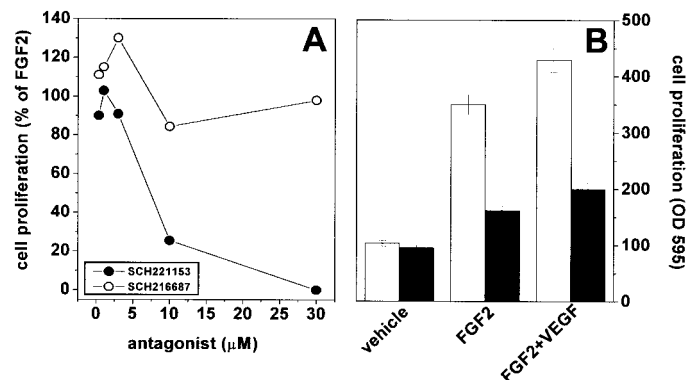 A
cell proliferation (% of FGF2)
140
120
100
80
60
40
20
0
SCH221153
SCH216687
0
5
10
15
20
25
30
antagonist (µM)
B
500
400
300
200
100
0
cell proliferation (OD 595)
vehicle
FGF2
FGF2+VEGF